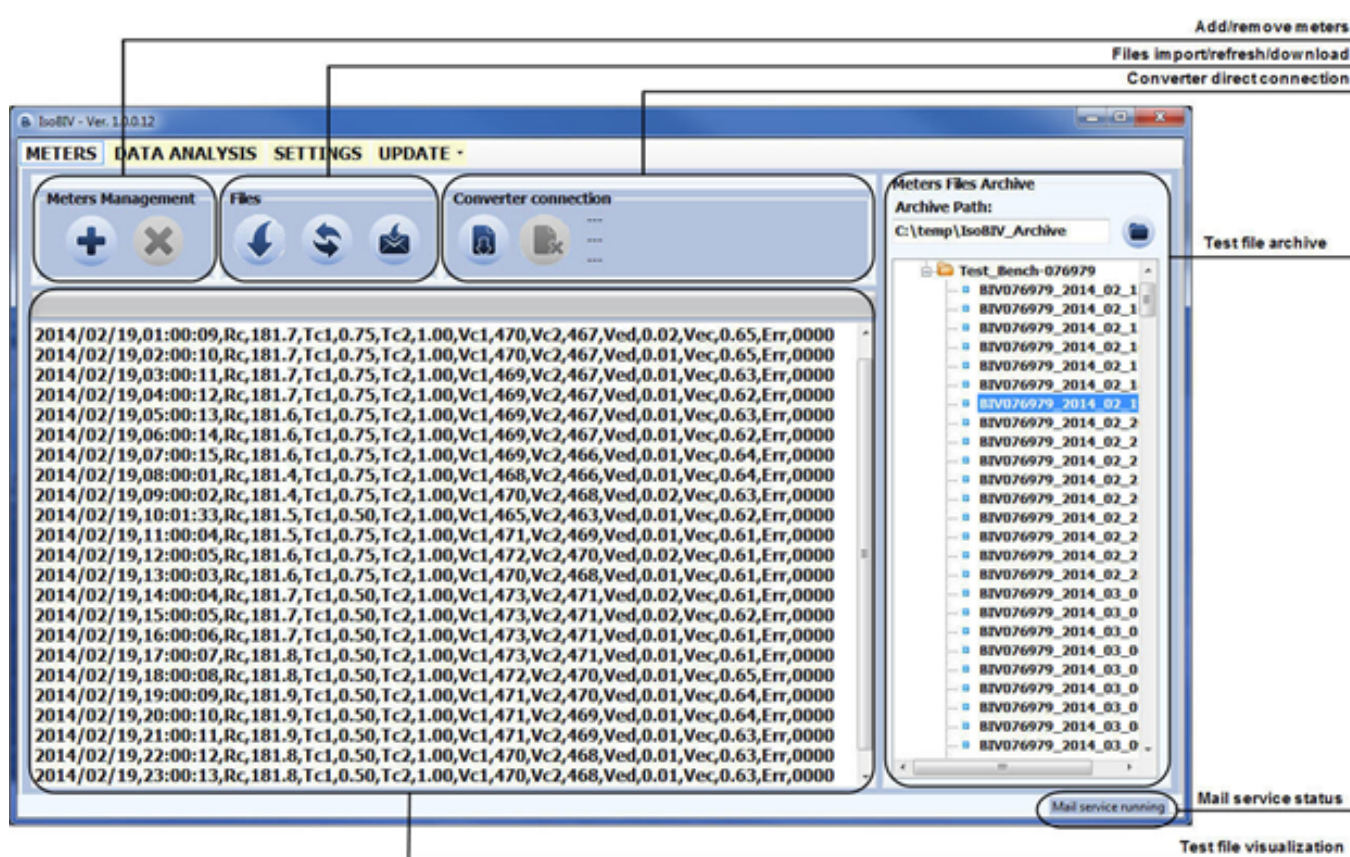 Add/remove meters
Files import/refresh/download
Converter direct connection
IsoBIV - Ver. 1.0.0.12
METERS DATA ANALYSIS SETTINGS UPDATE
Meters Management
Files
Converter connection
---
---
---
2014/02/19,01:00:09,Rc,181.7,Tc1,0.75,Tc2,1.00,Vc1,470,Vc2,467,Ved,0.02,Vec,0.65,Err,0000
2014/02/19,02:00:10,Rc,181.7,Tc1,0.75,Tc2,1.00,Vc1,470,Vc2,467,Ved,0.01,Vec,0.65,Err,0000
2014/02/19,03:00:11,Rc,181.7,Tc1,0.75,Tc2,1.00,Vc1,469,Vc2,467,Ved,0.01,Vec,0.63,Err,0000
2014/02/19,04:00:12,Rc,181.7,Tc1,0.75,Tc2,1.00,Vc1,469,Vc2,467,Ved,0.01,Vec,0.62,Err,0000
2014/02/19,05:00:13,Rc,181.6,Tc1,0.75,Tc2,1.00,Vc1,469,Vc2,467,Ved,0.01,Vec,0.63,Err,0000
2014/02/19,06:00:14,Rc,181.6,Tc1,0.75,Tc2,1.00,Vc1,469,Vc2,467,Ved,0.01,Vec,0.62,Err,0000
2014/02/19,07:00:15,Rc,181.6,Tc1,0.75,Tc2,1.00,Vc1,469,Vc2,466,Ved,0.01,Vec,0.64,Err,0000
2014/02/19,08:00:01,Rc,181.4,Tc1,0.75,Tc2,1.00,Vc1,468,Vc2,466,Ved,0.01,Vec,0.64,Err,0000
2014/02/19,09:00:02,Rc,181.4,Tc1,0.75,Tc2,1.00,Vc1,470,Vc2,468,Ved,0.02,Vec,0.63,Err,0000
2014/02/19,10:01:33,Rc,181.5,Tc1,0.50,Tc2,1.00,Vc1,465,Vc2,463,Ved,0.01,Vec,0.62,Err,0000
2014/02/19,11:00:04,Rc,181.5,Tc1,0.75,Tc2,1.00,Vc1,471,Vc2,469,Ved,0.01,Vec,0.61,Err,0000
2014/02/19,12:00:05,Rc,181.6,Tc1,0.75,Tc2,1.00,Vc1,472,Vc2,470,Ved,0.02,Vec,0.61,Err,0000
2014/02/19,13:00:03,Rc,181.6,Tc1,0.75,Tc2,1.00,Vc1,470,Vc2,468,Ved,0.01,Vec,0.61,Err,0000
2014/02/19,14:00:04,Rc,181.7,Tc1,0.50,Tc2,1.00,Vc1,473,Vc2,471,Ved,0.02,Vec,0.61,Err,0000
2014/02/19,15:00:05,Rc,181.7,Tc1,0.50,Tc2,1.00,Vc1,473,Vc2,471,Ved,0.02,Vec,0.62,Err,0000
2014/02/19,16:00:06,Rc,181.7,Tc1,0.50,Tc2,1.00,Vc1,473,Vc2,471,Ved,0.01,Vec,0.61,Err,0000
2014/02/19,17:00:07,Rc,181.8,Tc1,0.50,Tc2,1.00,Vc1,473,Vc2,471,Ved,0.01,Vec,0.61,Err,0000
2014/02/19,18:00:08,Rc,181.8,Tc1,0.50,Tc2,1.00,Vc1,472,Vc2,470,Ved,0.01,Vec,0.65,Err,0000
2014/02/19,19:00:09,Rc,181.9,Tc1,0.50,Tc2,1.00,Vc1,471,Vc2,470,Ved,0.01,Vec,0.64,Err,0000
2014/02/19,20:00:10,Rc,181.9,Tc1,0.50,Tc2,1.00,Vc1,471,Vc2,469,Ved,0.01,Vec,0.64,Err,0000
2014/02/19,21:00:11,Rc,181.9,Tc1,0.50,Tc2,1.00,Vc1,471,Vc2,469,Ved,0.01,Vec,0.63,Err,0000
2014/02/19,22:00:12,Rc,181.8,Tc1,0.50,Tc2,1.00,Vc1,470,Vc2,468,Ved,0.01,Vec,0.63,Err,0000
2014/02/19,23:00:13,Rc,181.8,Tc1,0.50,Tc2,1.00,Vc1,470,Vc2,468,Ved,0.01,Vec,0.63,Err,0000
Meters Files Archive
Archive Path:
C:\temp\IsoBIV_Archive
Test_Bench-076979
BIV076979_2014_02_1
BIV076979_2014_02_1
BIV076979_2014_02_1
BIV076979_2014_02_1
BIV076979_2014_02_1
BIV076979_2014_02_1
BIV076979_2014_02_1
BIV076979_2014_02_2
BIV076979_2014_02_2
BIV076979_2014_02_2
BIV076979_2014_02_2
BIV076979_2014_02_2
BIV076979_2014_02_2
BIV076979_2014_02_2
BIV076979_2014_02_2
BIV076979_2014_02_2
BIV076979_2014_03_0
BIV076979_2014_03_0
BIV076979_2014_03_0
BIV076979_2014_03_0
BIV076979_2014_03_0
BIV076979_2014_03_0
BIV076979_2014_03_0
BIV076979_2014_03_0
BIV076979_2014_03_0
Test file archive
Mail service running
Mail service status
Test file visualization